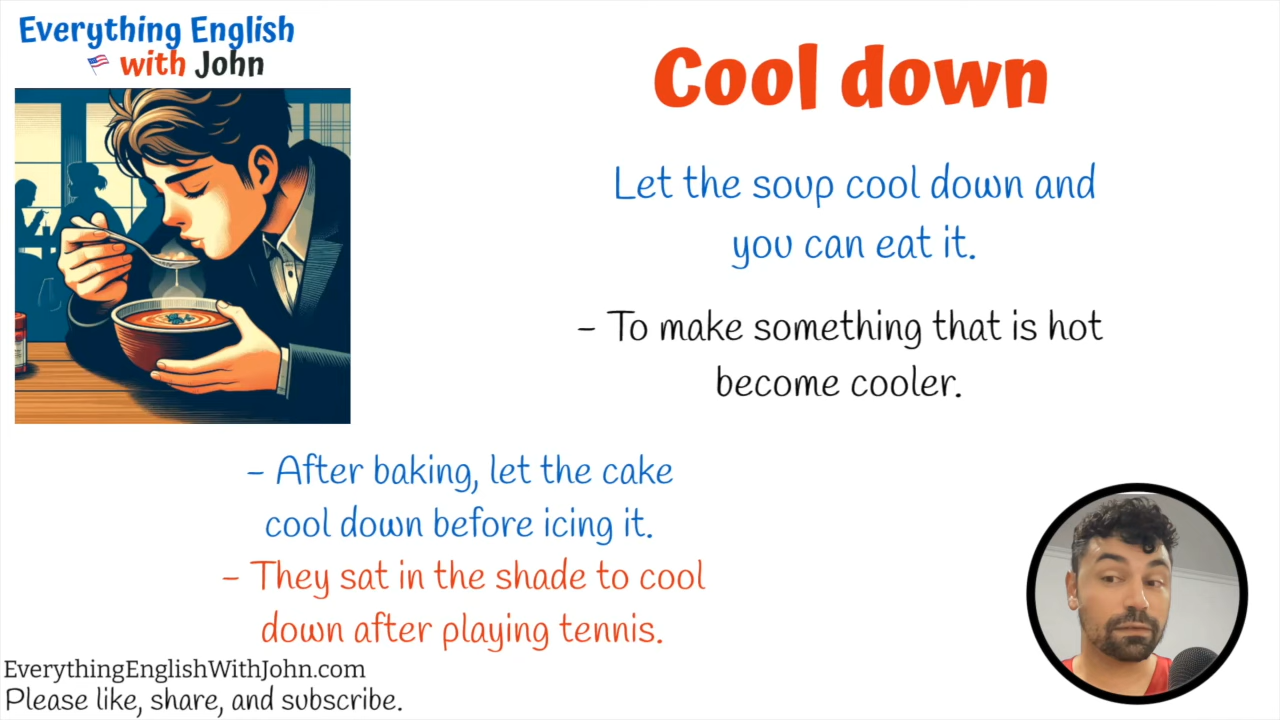 Everything English
with John
Cool down
Let the soup cool down and
you can eat it.
- To make something that is hot
become cooler.
- After baking, let the cake
cool down before icing it.
- They sat in the shade to cool
down after playing tennis.
EverythingEnglishWithJohn.com
Please like, share, and subscribe.